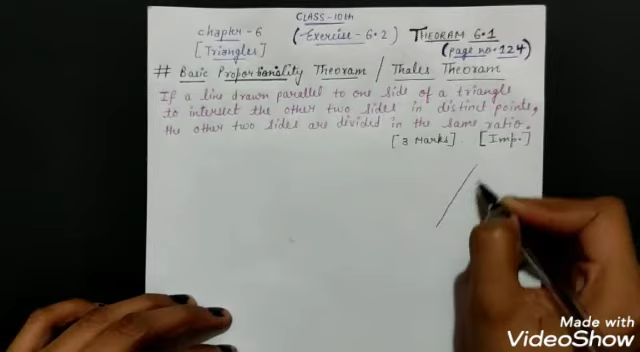 CLASS-10th
chapter-6 (Exercise-6.2) THEORAM 6.1
[Triangles] (page no. 124)
# Basic Proportionality Theoram / Thales Theoram
If a line drawn parallel to one side of a triangle
to intersect the other two sides in distinct points,
the other two sides are divided in the same ratio.
[3 Marks] [Imp.]
Made with
VideoShow